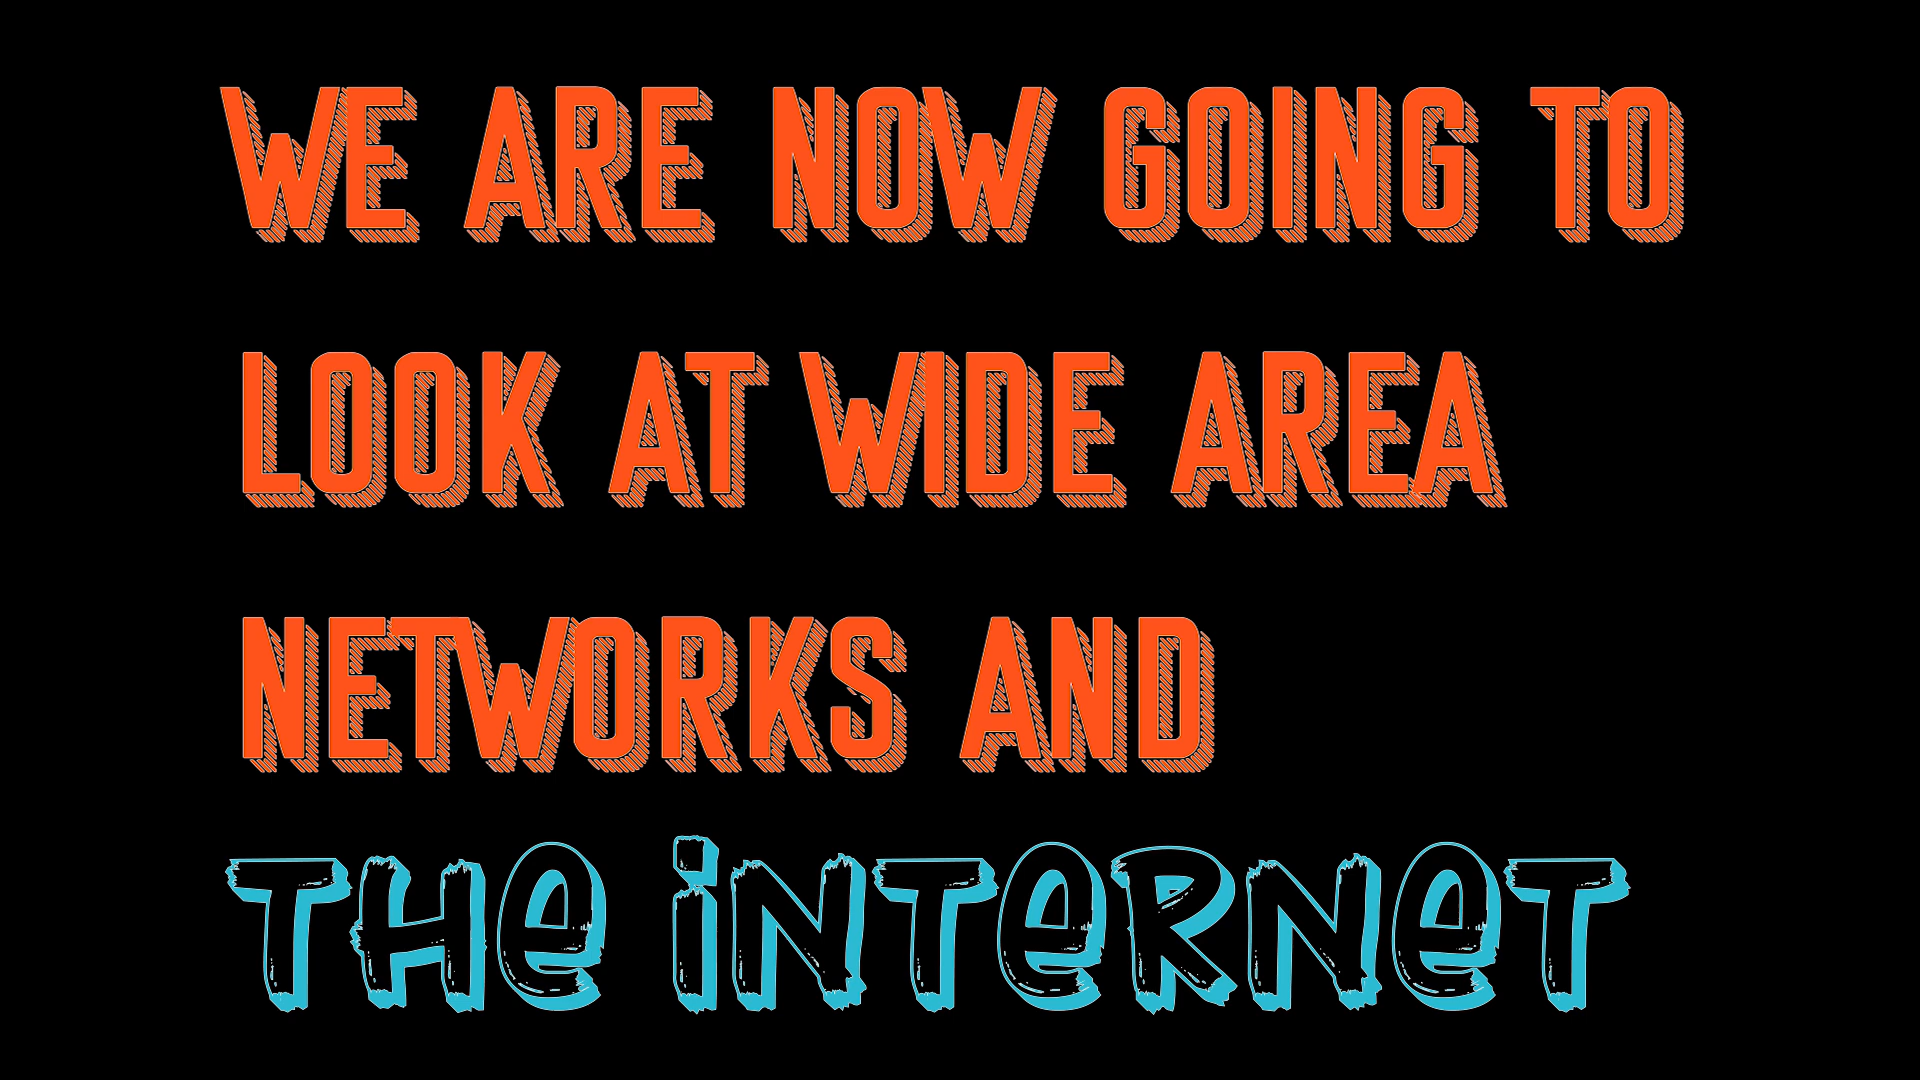 WE ARE NOW GOING TO
LOOK AT WIDE AREA
NETWORKS AND
THe iNTeRNeT